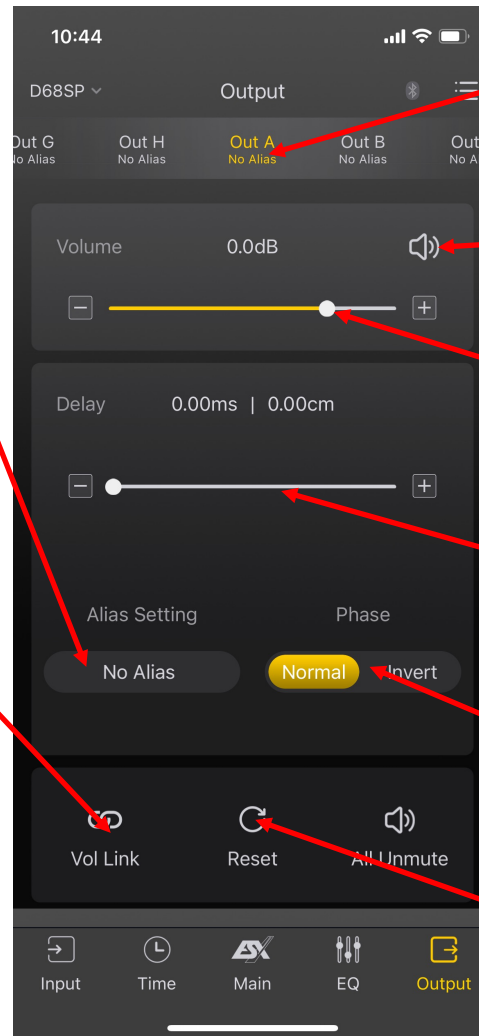 10:44
D68SP Output
Out G Out H Out A Out B Out
No Alias No Alias No Alias No Alias No A
Volume 0.0dB
Delay 0.00ms | 0.00cm
Alias Setting Phase
No Alias Normal Invert
Vol Link Reset All Unmute
ESX
Input Time Main EQ Output